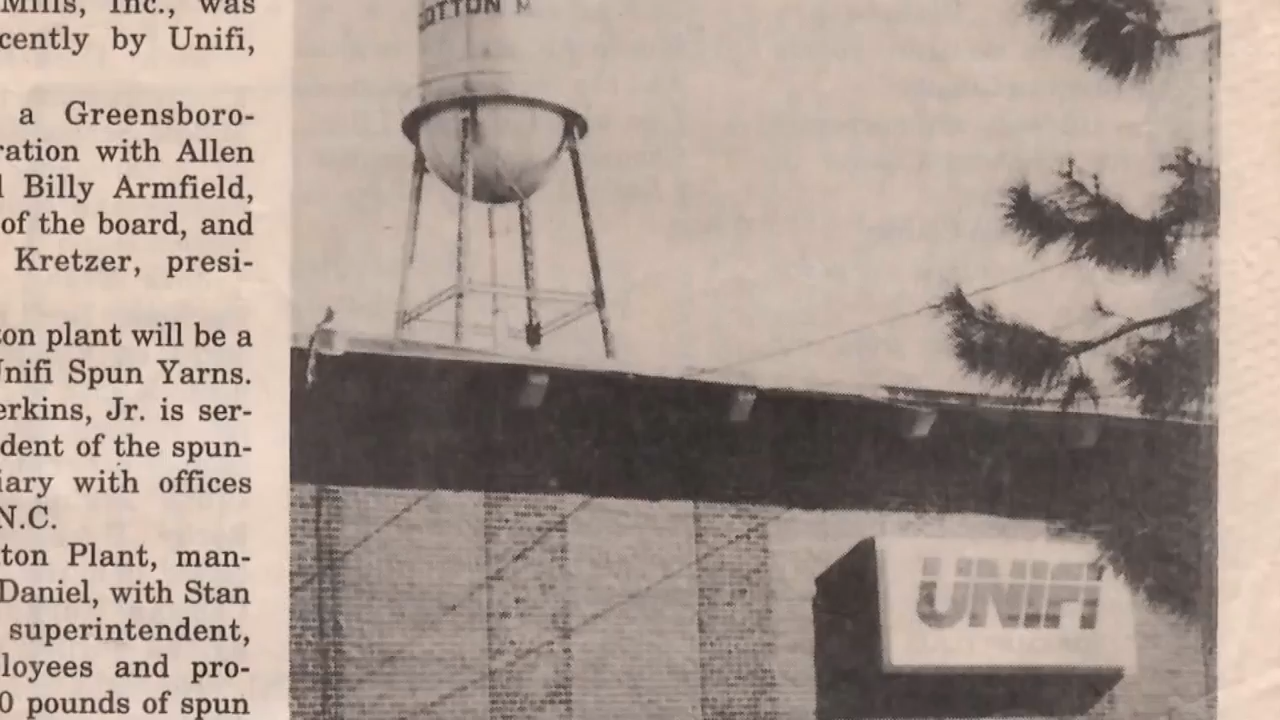 Mills, Inc., was
cently by Unifi,
a Greensboro-
ration with Allen
Billy Armfield,
of the board, and
Kretzer, presi-
ton plant will be a
Unifi Spun Yarns.
erkins, Jr. is ser-
dent of the spun-
iary with offices
N.C.
ton Plant, man-
Daniel, with Stan
superintendent,
loyees and pro-
0 pounds of spun
COTTON M
UNIFI